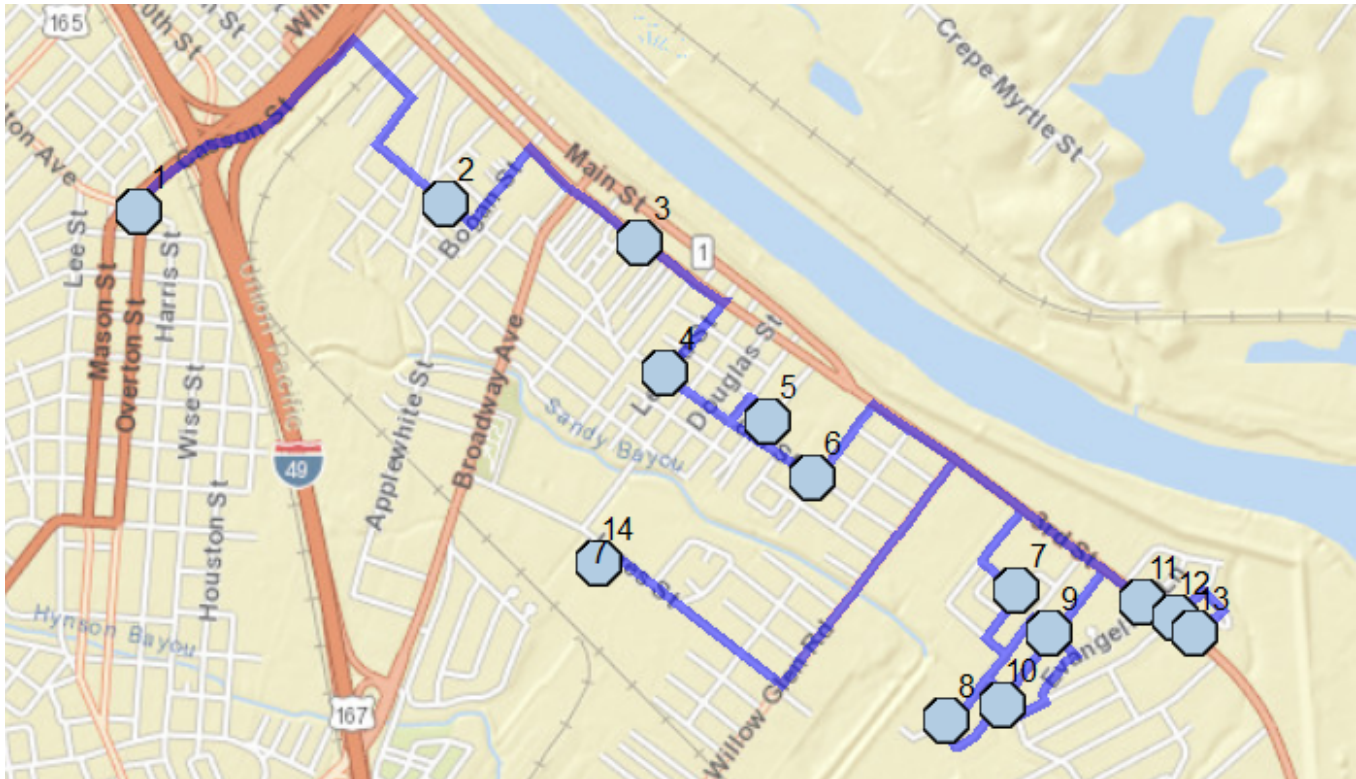 165
10th St
St
Casson St
Crepe Myrtle St
Main St
1
2
Bogan St
3
1
Lee St
Harris St
Union Pacific
Mason St
Overton St
Broadway Ave
4
Douglas St
5
Wise St
Applewhite St
Sandy Bayou
6
49
Houston St
14
7
3rd St
7
11
12
13
9
Evangel
Hynson Bayou
Willow Glen Rd
8
10
167